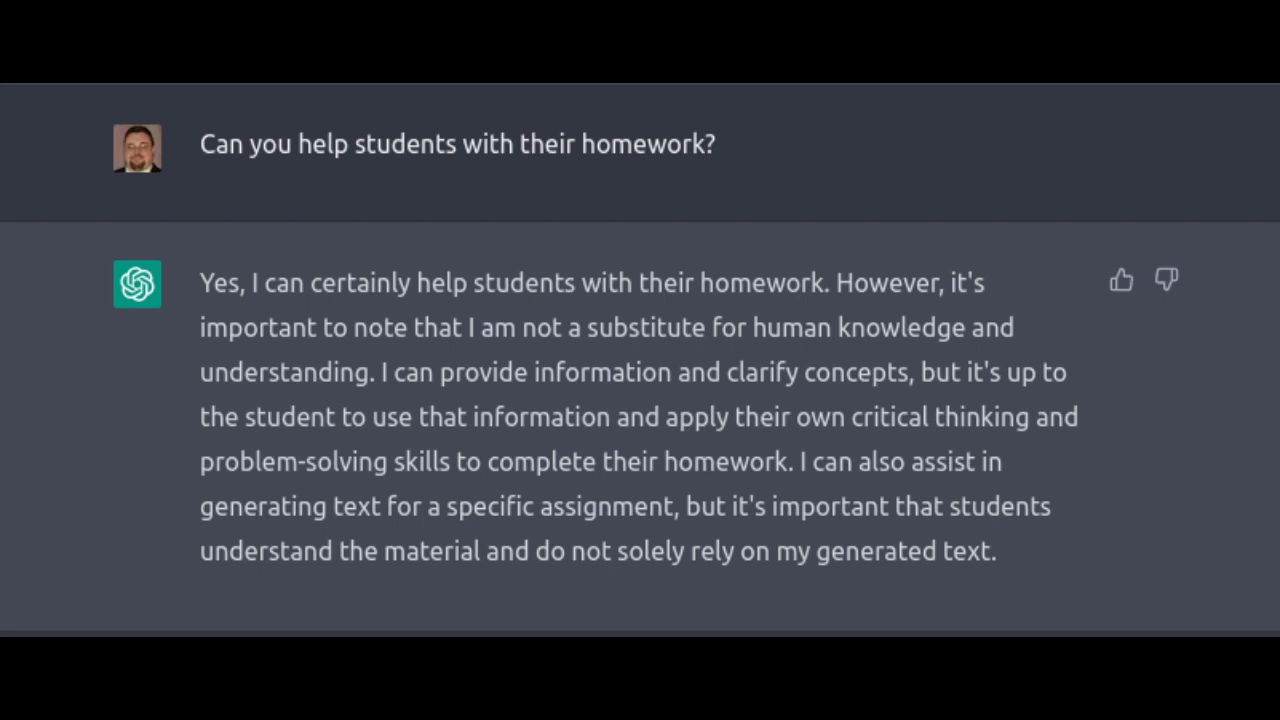 Can you help students with their homework?
Yes, I can certainly help students with their homework. However, it's
important to note that I am not a substitute for human knowledge and
understanding. I can provide information and clarify concepts, but it's up to
the student to use that information and apply their own critical thinking and
problem-solving skills to complete their homework. I can also assist in
generating text for a specific assignment, but it's important that students
understand the material and do not solely rely on my generated text.